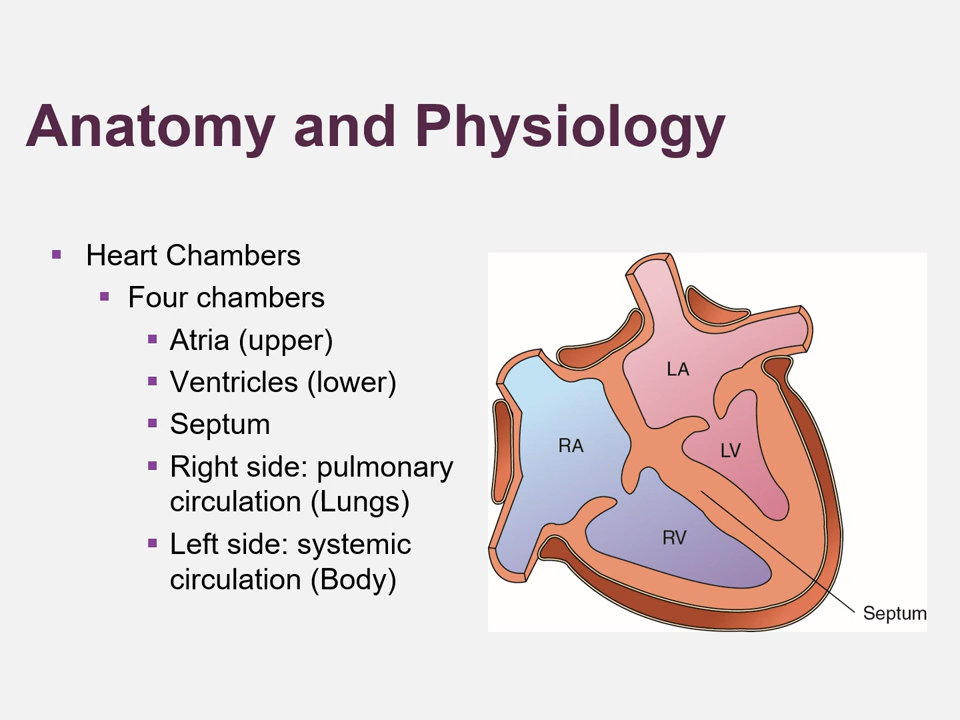 Anatomy and Physiology
Heart Chambers
Four chambers
Atria (upper)
Ventricles (lower)
Septum
Right side: pulmonary
circulation (Lungs)
Left side: systemic
circulation (Body)
LA
RA
LV
RV
Septum